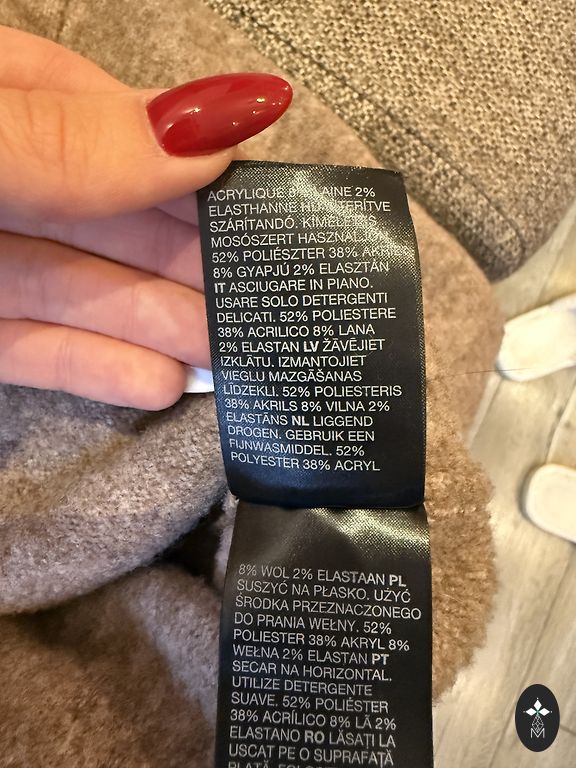 ACRYLIQUE 8% LAINE 2%
ELASTHANNE HU
SZÁRÍTANDÓ. KÍMÉLETES
MOSÓSZERT HASZNÁL
52% POLIÉSZTER 38% AKRIL
8% GYAPJÚ 2% ELASZTÁN
IT ASCIUGARE IN PIANO.
USARE SOLO DETERGENTI
DELICATI. 52% POLIESTERE
38% ACRILICO 8% LANA
2% ELASTAN LV ŽĀVĒJIET
IZKLĀTU. IZMANTOJIET
VIEGLU MAZGĀŠANAS
LĪDZEKLI. 52% POLIESTERIS
38% AKRILS 8% VILNA 2%
ELASTĀNS NL LIGGEND
DROGEN. GEBRUIK EEN
FIJNWASMIDDEL. 52%
POLYESTER 38% ACRYL
8% WOL 2% ELASTAAN PL
SUSZYĆ NA PŁASKO. UŻYĆ
ŚRODKA PRZEZNACZONEGO
DO PRANIA WEŁNY. 52%
POLIESTER 38% AKRYL 8%
WEŁNA 2% ELASTAN PT
SECAR NA HORIZONTAL.
UTILIZE DETERGENTE
SUAVE. 52% POLIÉSTER
38% ACRÍLICO 8% LÃ 2%
ELASTANO RO LĂSAȚI LA
USCAT PE O SUPRAFAȚĂ